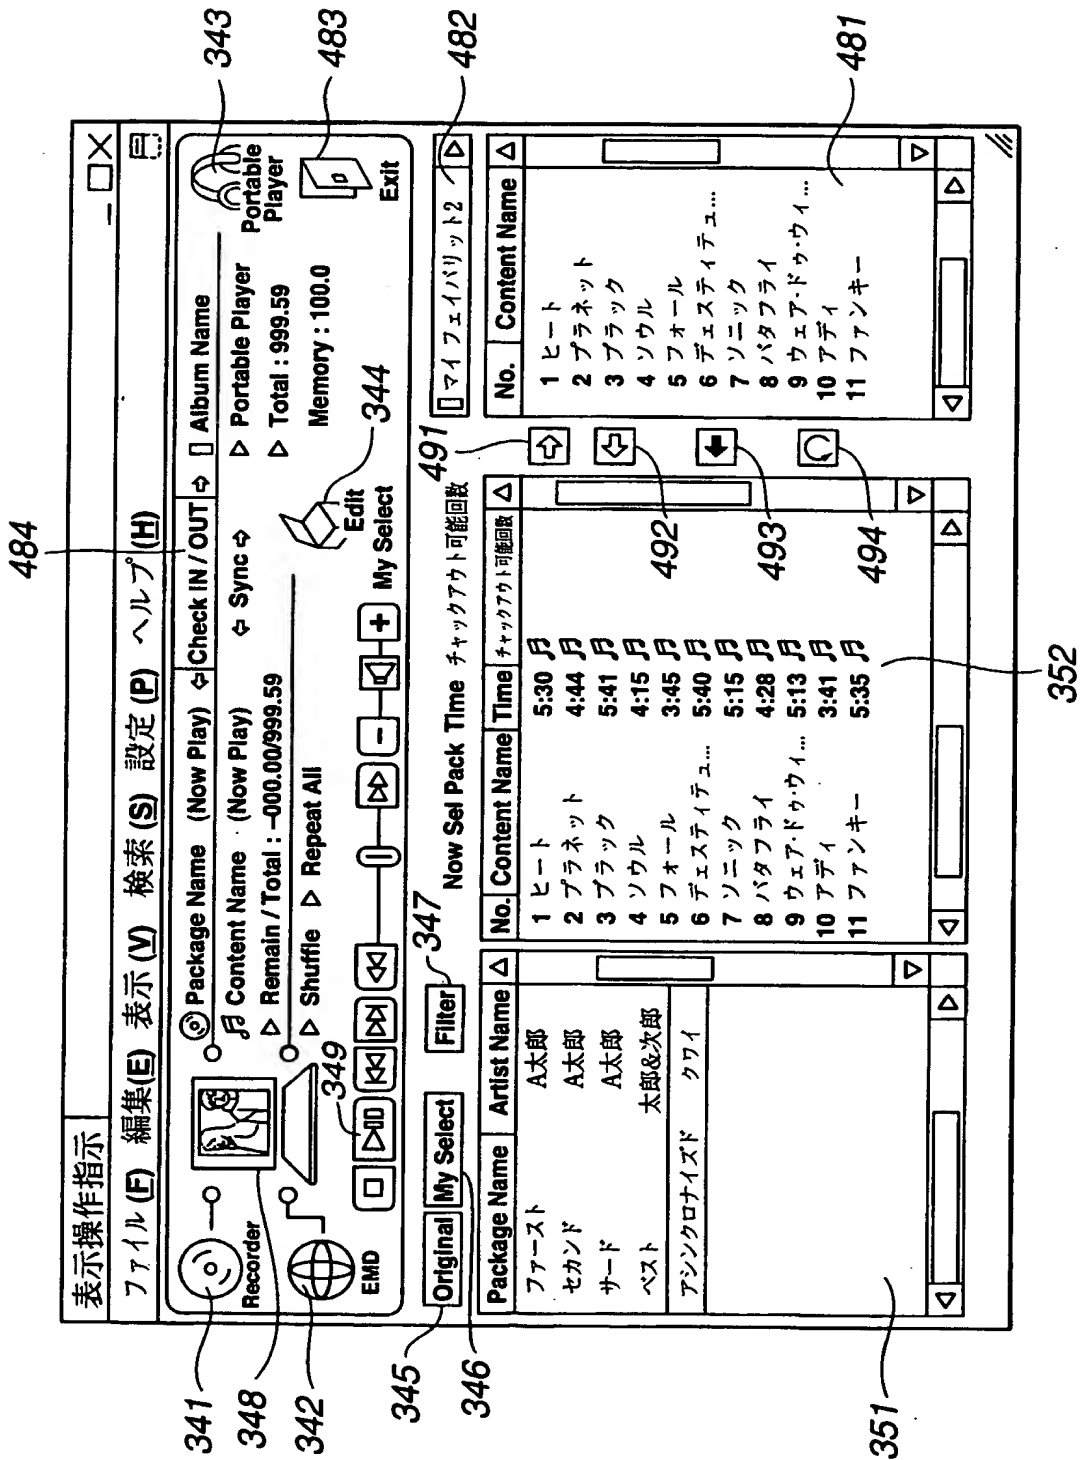 484
表示操作指示
ファイル(F) 編集(E) 表示(V) 検索(S) 設定(P) ヘルプ(H)
341
Recorder
348
342
EMD
349
Package Name (Now Play)
Check IN / OUT
Album Name
Content Name (Now Play)
Sync
Portable Player
Remain / Total : –000.00/999.59
Total : 999.59
Shuffle
Repeat All
Memory : 100.0
Edit
344
My Select
Portable
Player
343
Exit
483
345
Original
My Select
346
Filter
347
Now Sel Pack Time チャックアウト可能回数
マイ フェイバリット2
482
Package Name Artist Name
ファースト A太郎
セカンド A太郎
サード A太郎
ベスト 太郎&次郎
アシンクロナイズド クワイ
351
No. Content Name Time チャックアウト可能回数
1 ヒート 5:30
2 プラネット 4:44
3 ブラック 5:41
4 ソウル 4:15
5 フォール 3:45
6 デェスティテュ... 5:40
7 ソニック 5:15
8 バタフライ 4:28
9 ウェア・ドゥ・ウィ... 5:13
10 アディ 3:41
11 ファンキー 5:35
352
491
492
493
494
No. Content Name
1 ヒート
2 プラネット
3 ブラック
4 ソウル
5 フォール
6 デェスティテュ...
7 ソニック
8 バタフライ
9 ウェア・ドゥ・ウィ...
10 アディ
11 ファンキー
481